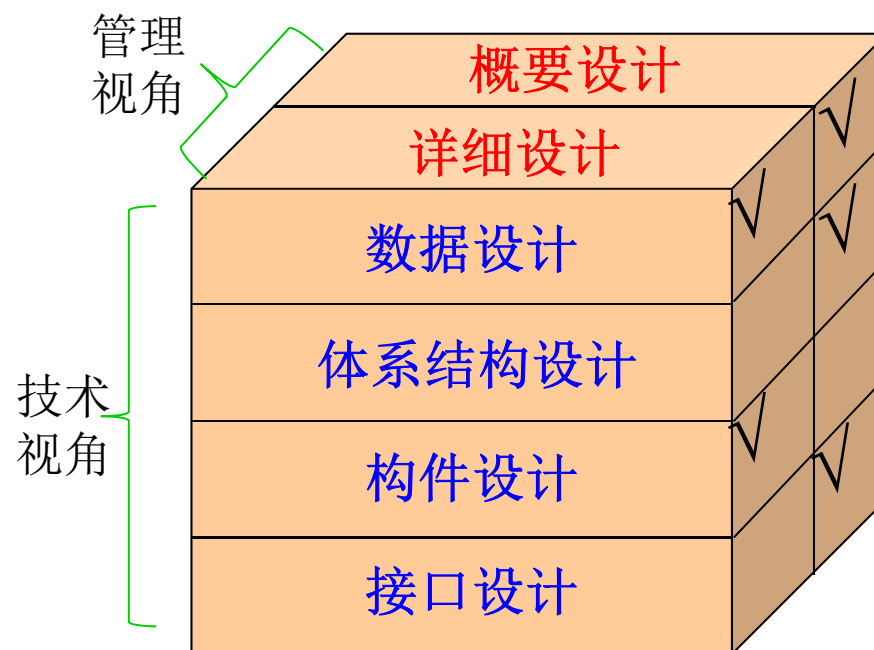 管理
视角
概要设计
详细设计
数据设计
体系结构设计
技术
视角
构件设计
接口设计